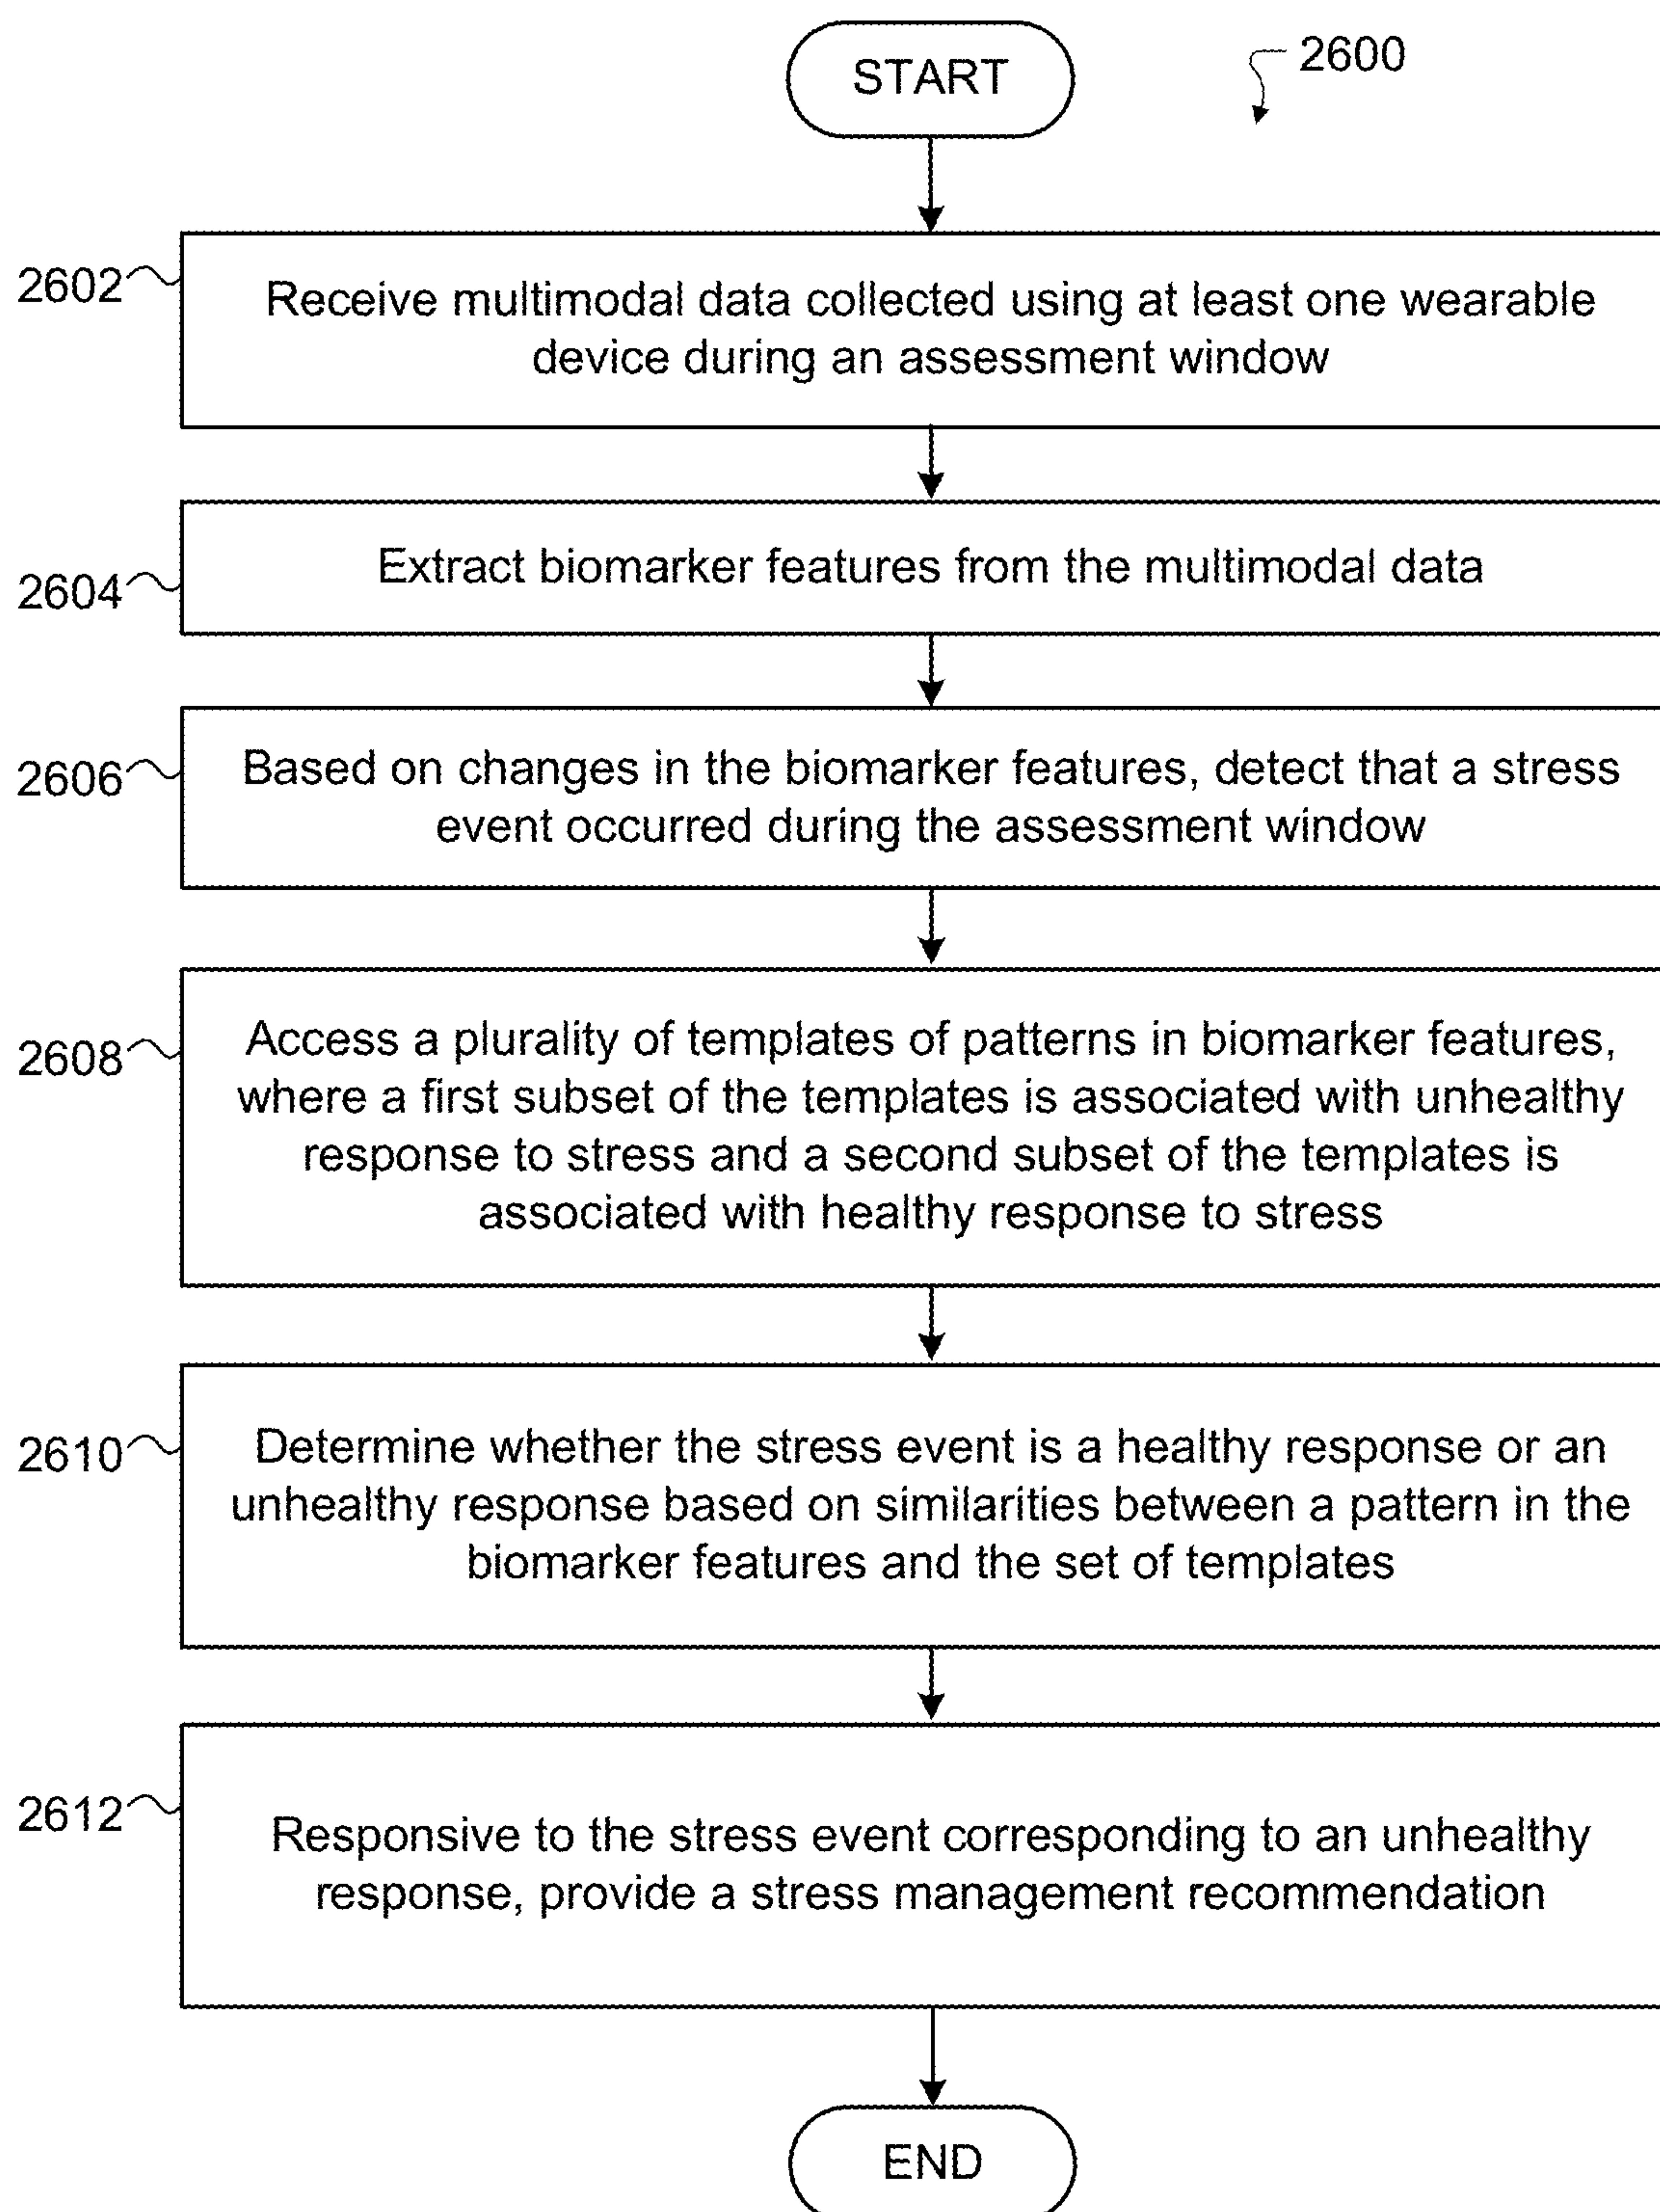 START
2600
2602
Receive multimodal data collected using at least one wearable
device during an assessment window
2604
Extract biomarker features from the multimodal data
2606
Based on changes in the biomarker features, detect that a stress
event occurred during the assessment window
2608
Access a plurality of templates of patterns in biomarker features,
where a first subset of the templates is associated with unhealthy
response to stress and a second subset of the templates is
associated with healthy response to stress
2610
Determine whether the stress event is a healthy response or an
unhealthy response based on similarities between a pattern in the
biomarker features and the set of templates
2612
Responsive to the stress event corresponding to an unhealthy
response, provide a stress management recommendation
END